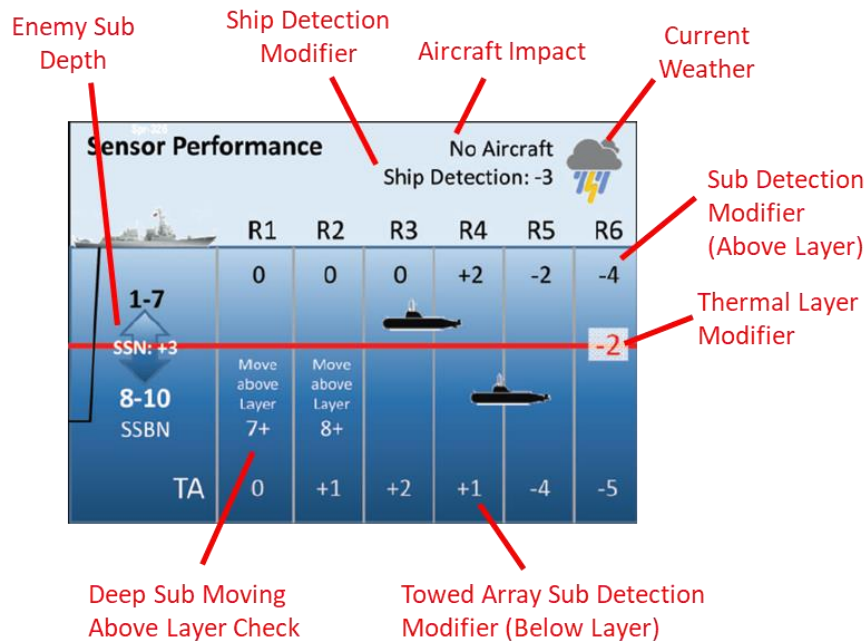 Enemy Sub
Depth
Ship Detection
Modifier
Aircraft Impact
Current
Weather
Sensor Performance
No Aircraft
Ship Detection: -3
R1 R2 R3 R4 R5 R6
0 0 0 +2 -2 -4
1-7
SSN: +3
-2
8-10
SSBN
Move
above
Layer
7+
Move
above
Layer
8+
TA 0 +1 +2 +1 -4 -5
Sub Detection
Modifier
(Above Layer)
Thermal Layer
Modifier
Deep Sub Moving
Above Layer Check
Towed Array Sub Detection
Modifier (Below Layer)